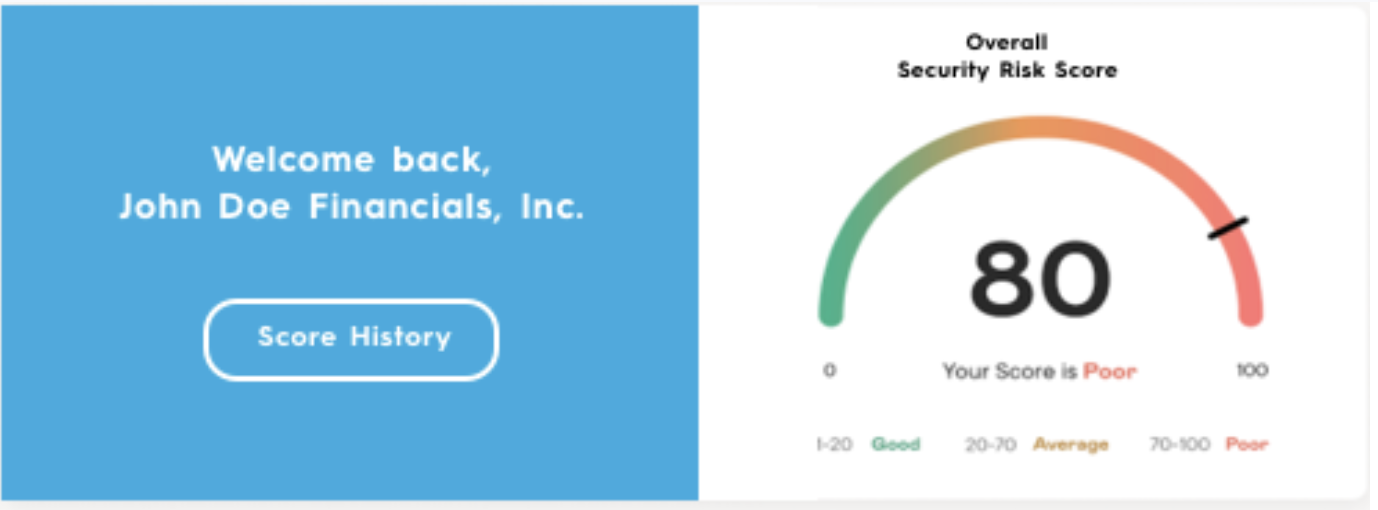 Welcome back,
John Doe Financials, Inc.
Score History
Overall
Security Risk Score
80
0
Your Score is Poor
100
1-20 Good 20-70 Average 70-100 Poor